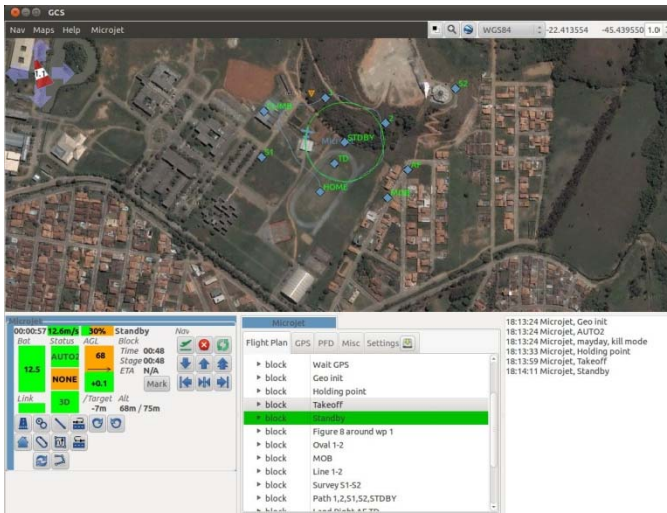 GCS
Nav Maps Help Microjet
WGS84 -22.413554 -45.439550 1.0
S2
2
STDBY
S1
TD
AF
HOME
MOB
Microjet
00:00:57 12.6m/s 30% Standby Nav
Bat Status AGL Block
Time 00:48
AUTO2 68 Stage 00:48
12.5 ETA N/A
NONE +0.1 Mark
Link /Target Alt
3D -7m 68m / 75m
Microjet
Flight Plan GPS PFD Misc Settings
block Wait GPS
block Geo init
block Holding point
block Takeoff
block Standby
block Figure 8 around wp 1
block Oval 1-2
block MOB
block Line 1-2
block Survey S1-S2
block Path 1,2,S1,S2,STDBY
block Land Right AF-TD
18:13:24 Microjet, Geo init
18:13:24 Microjet, AUTO2
18:13:24 Microjet, mayday, kill mode
18:13:33 Microjet, Holding point
18:13:59 Microjet, Takeoff
18:14:11 Microjet, Standby